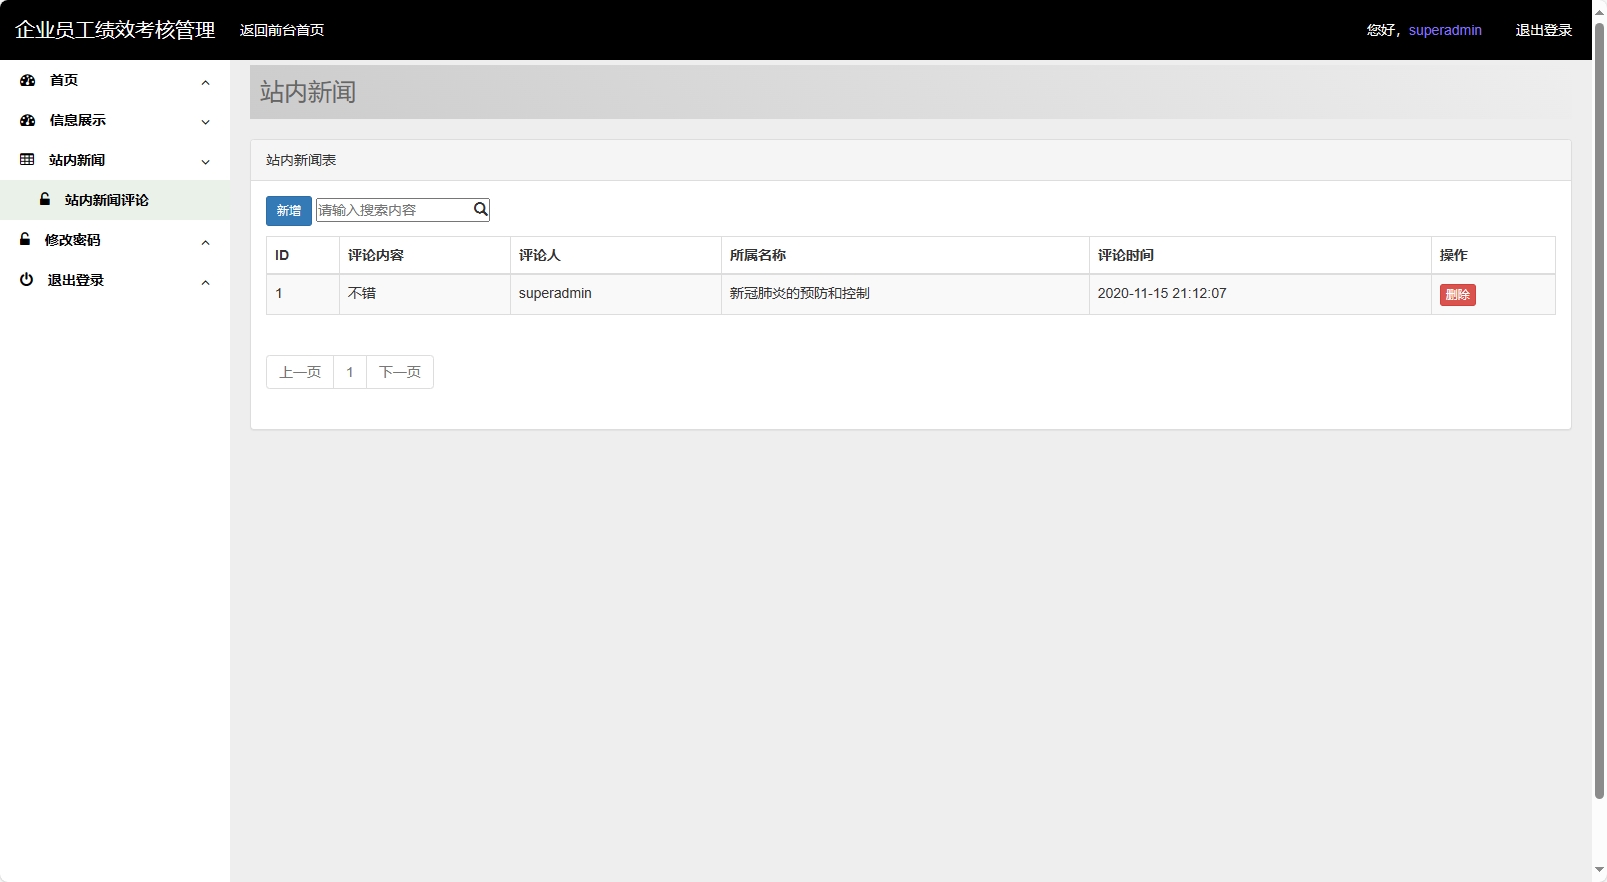 企业员工绩效考核管理 返回前台首页 您好，superadmin 退出登录
首页
信息展示
站内新闻
站内新闻评论
修改密码
退出登录
站内新闻
站内新闻表
新增 请输入搜索内容
ID 评论内容 评论人 所属名称 评论时间 操作
1 不错 superadmin 新冠肺炎的预防和控制 2020-11-15 21:12:07 删除
上一页 1 下一页